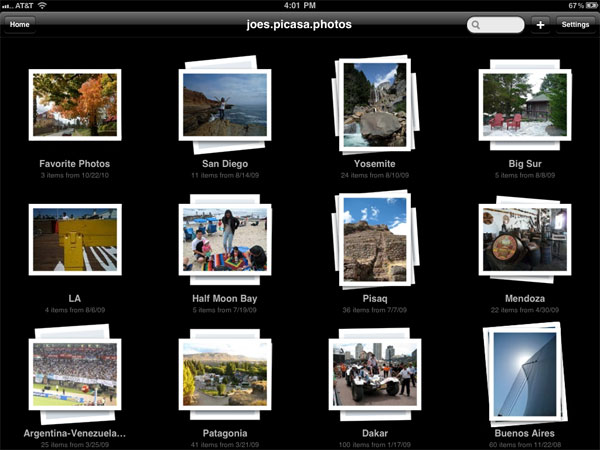 AT&T 4:01 PM 67%
Home joes.picasa.photos + Settings
Favorite Photos San Diego Yosemite Big Sur
3 items from 10/22/10 11 items from 8/14/09 24 items from 8/10/09 5 items from 8/8/09
LA Half Moon Bay Pisaq Mendoza
4 items from 8/6/09 5 items from 7/19/09 36 items from 7/7/09 22 items from 4/30/09
Argentina-Venezuela... Patagonia Dakar Buenos Aires
25 items from 3/25/09 41 items from 3/21/09 100 items from 1/17/09 60 items from 11/22/08